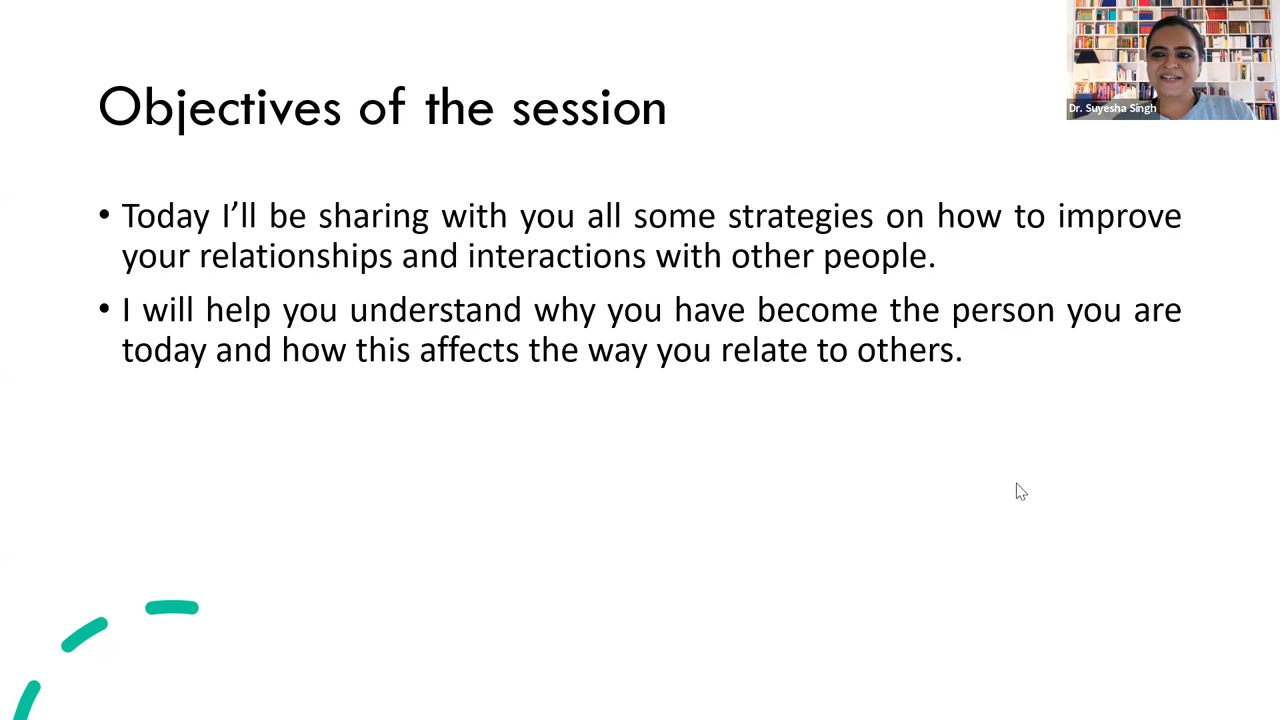 Objectives of the session
Dr. Suyesha Singh
• Today I’ll be sharing with you all some strategies on how to improve
your relationships and interactions with other people.
• I will help you understand why you have become the person you are
today and how this affects the way you relate to others.